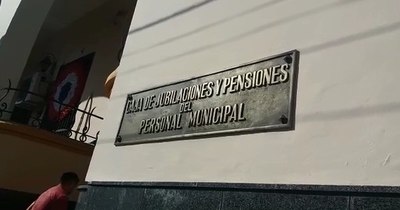 CAJA DE JUBILACIONES Y PENSIONES
DEL
PERSONAL MUNICIPAL